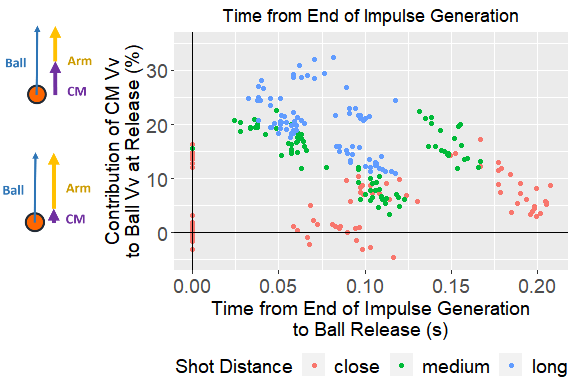 Time from End of Impulse Generation
Ball
Arm
CM
Ball
Arm
CM
Contribution of CM Vv
to Ball Vv at Release (%)
30
20
10
0
0.00
0.05
0.10
0.15
0.20
Time from End of Impulse Generation
to Ball Release (s)
Shot Distance
close
medium
long